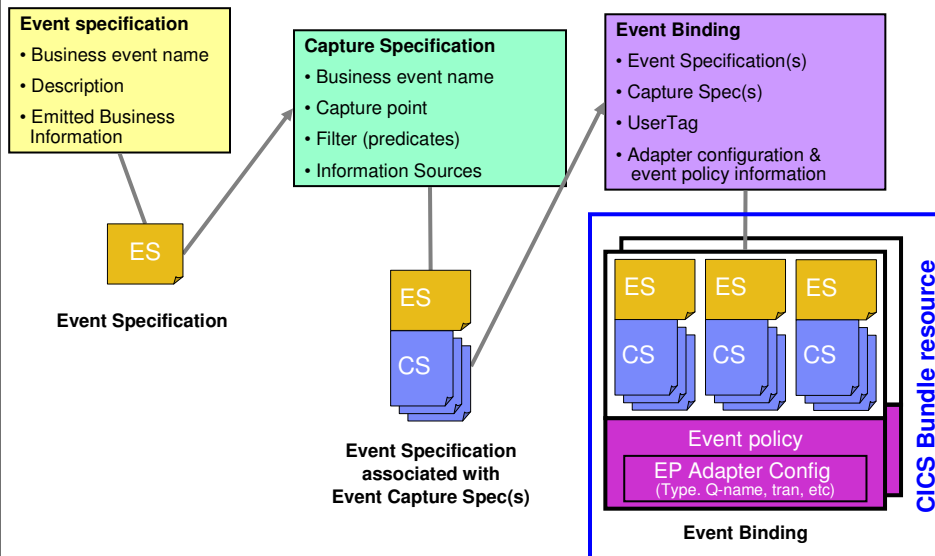 Event specification
• Business event name
• Description
• Emitted Business
Information
ES
Event Specification
Capture Specification
• Business event name
• Capture point
• Filter (predicates)
• Information Sources
ES
CS
Event Specification
associated with
Event Capture Spec(s)
Event Binding
• Event Specification(s)
• Capture Spec(s)
• UserTag
• Adapter configuration &
event policy information
ES ES ES
CS CS CS
Event policy
EP Adapter Config
(Type. Q-name, tran, etc)
Event Binding
CICS Bundle resource